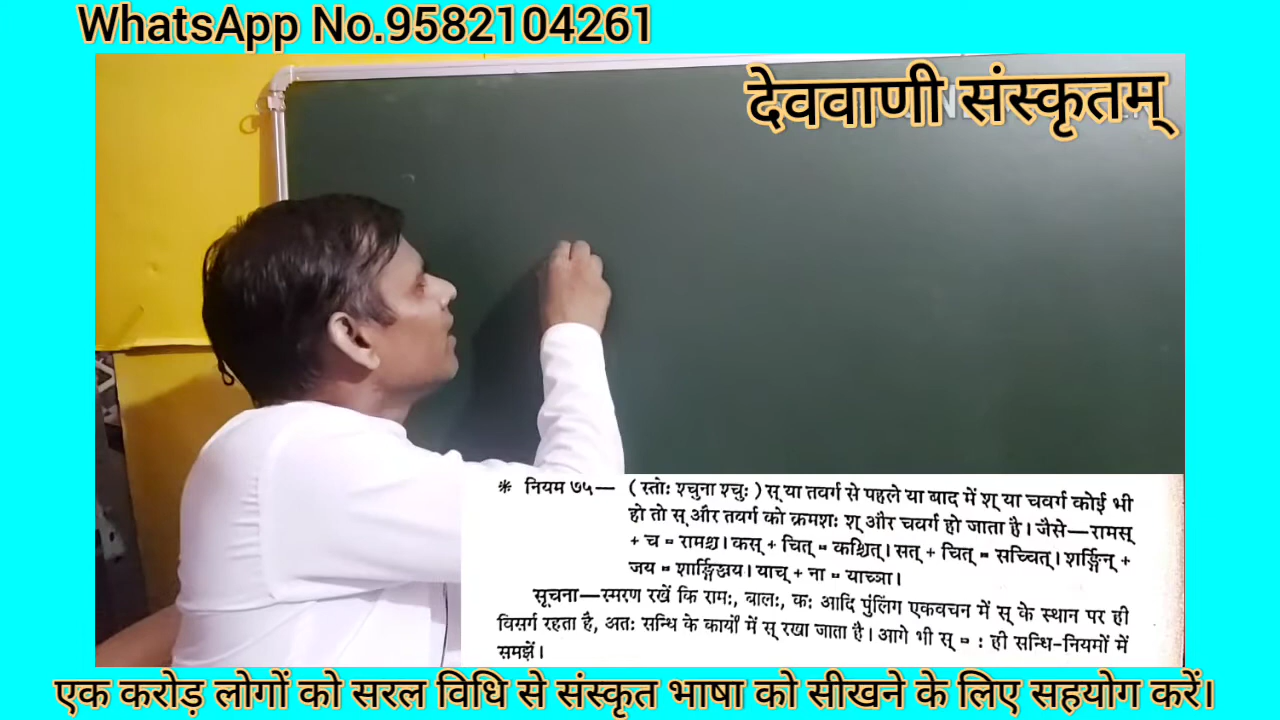 WhatsApp No.9582104261
देववाणी संस्कृतम्
* नियम ७५— ( स्तोः श्चुना श्चुः ) स् या तवर्ग से पहले या बाद में श् या चवर्ग कोई भी
हो तो स् और तवर्ग को क्रमशः श् और चवर्ग हो जाता है। जैसे—रामस्
+ च = रामश्च। कस् + चित् = कश्चित्। सत् + चित् = सच्चित्। शर्ङ्गिन् +
जय = शार्ङ्गिञ्जय। याच् + ना = याच्ञा।
सूचना—स्मरण रखें कि रामः, बालः, कः आदि पुंलिंग एकवचन में स् के स्थान पर ही
विसर्ग रहता है, अतः सन्धि के कार्यों में स् रखा जाता है। आगे भी स् = : ही सन्धि-नियमों में
समझें।
एक करोड़ लोगों को सरल विधि से संस्कृत भाषा को सीखने के लिए सहयोग करें।